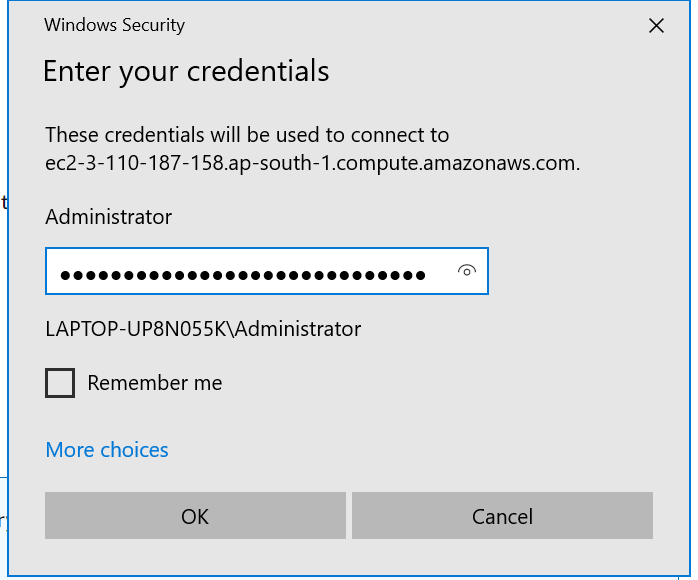 Windows Security
Enter your credentials
These credentials will be used to connect to
ec2-3-110-187-158.ap-south-1.compute.amazonaws.com.
Administrator
●●●●●●●●●●●●●●●●●●●●●●●●●●●●●
LAPTOP-UP8N055K\Administrator
Remember me
More choices
OK
Cancel